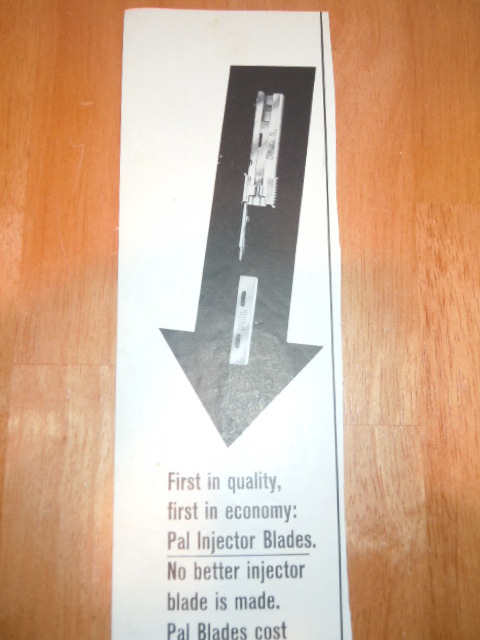 First in quality,
first in economy:
Pal Injector Blades.
No better injector
blade is made.
Pal Blades cost